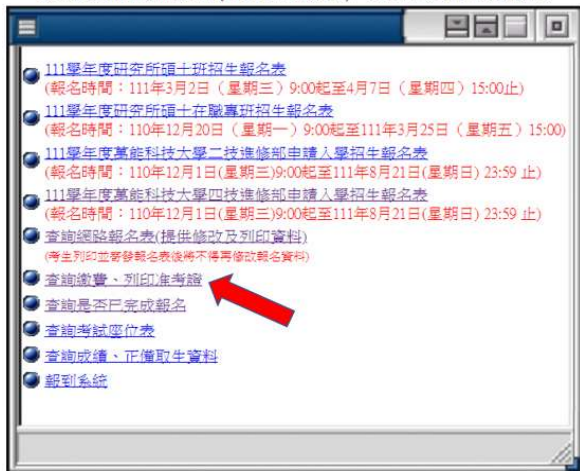 111學年度研究所碩士班招生報名表
(報名時間：111年3月2日（星期三）9:00起至4月7日（星期四）15:00止)
111學年度研究所碩士在職專班招生報名表
(報名時間：110年12月20日（星期一）9:00起至111年3月25日（星期五）15:00)
111學年度萬能科技大學二技進修部申請入學招生報名表
(報名時間：110年12月1日(星期三)9:00起至111年8月21日(星期日) 23:59 止)
111學年度萬能科技大學四技進修部申請入學招生報名表
(報名時間：110年12月1日(星期三)9:00起至111年8月21日(星期日) 23:59 止)
查詢網路報名表(提供修改及列印資料)
(考生列印並寄發報名表後將不得再修改報名資料)
查詢繳費、列印准考證
查詢是否已完成報名
查詢考試座位表
查詢成績、正備取生資料
報到系統